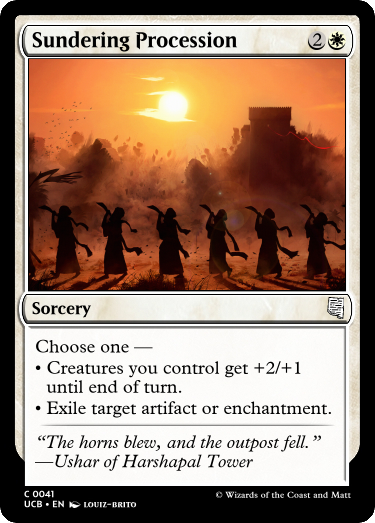 Sundering Procession 2
Sorcery
Choose one —
• Creatures you control get +2/+1
until end of turn.
• Exile target artifact or enchantment.
“The horns blew, and the outpost fell.”
—Ushar of Harshapal Tower
C 0041
UCB • EN LOUIZ-BRITO
© Wizards of the Coast and Matt